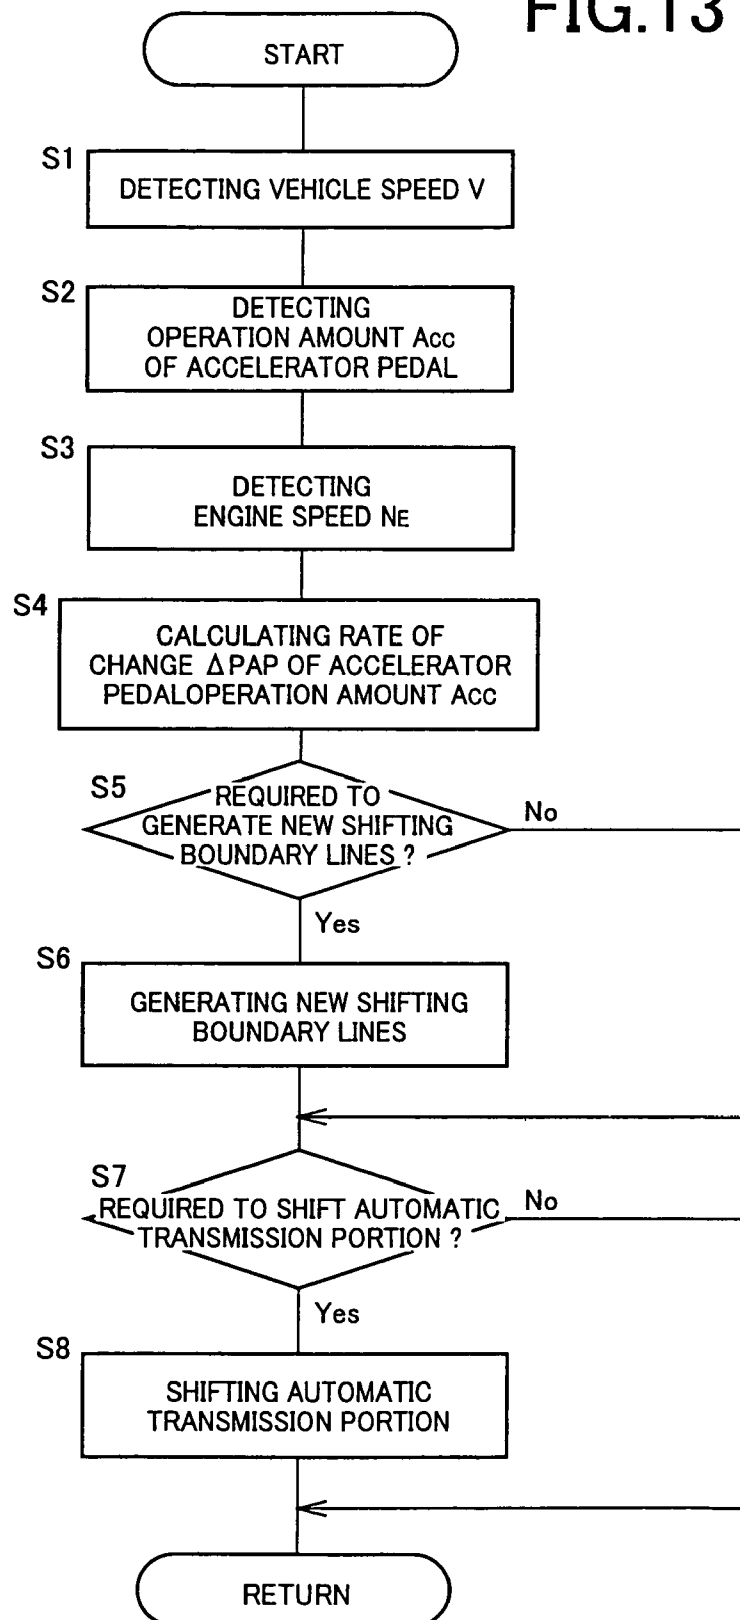 FIG.13
START
S1
DETECTING VEHICLE SPEED V
S2
DETECTING
OPERATION AMOUNT Acc
OF ACCELERATOR PEDAL
S3
DETECTING
ENGINE SPEED NE
S4
CALCULATING RATE OF
CHANGE ΔPAP OF ACCELERATOR
PEDALOPERATION AMOUNT Acc
S5
REQUIRED TO
GENERATE NEW SHIFTING
BOUNDARY LINES ?
No
Yes
S6
GENERATING NEW SHIFTING
BOUNDARY LINES
S7
REQUIRED TO SHIFT AUTOMATIC
TRANSMISSION PORTION ?
No
Yes
S8
SHIFTING AUTOMATIC
TRANSMISSION PORTION
RETURN